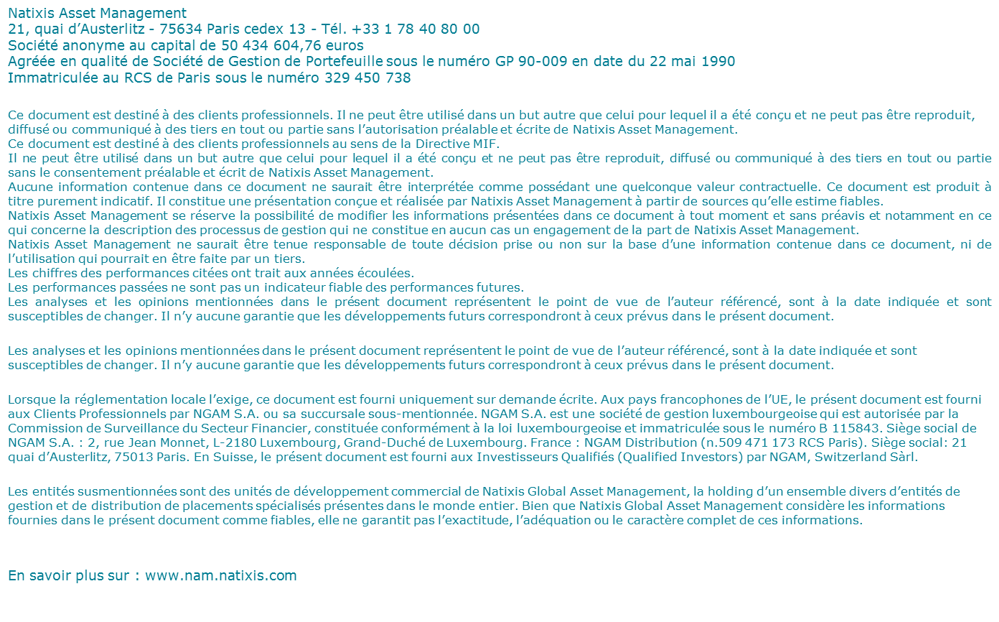 Natixis Asset Management
21, quai d’Austerlitz - 75634 Paris cedex 13 - Tél. +33 1 78 40 80 00
Société anonyme au capital de 50 434 604,76 euros
Agréée en qualité de Société de Gestion de Portefeuille sous le numéro GP 90-009 en date du 22 mai 1990
Immatriculée au RCS de Paris sous le numéro 329 450 738
Ce document est destiné à des clients professionnels. Il ne peut être utilisé dans un but autre que celui pour lequel il a été conçu et ne peut pas être reproduit,
diffusé ou communiqué à des tiers en tout ou partie sans l’autorisation préalable et écrite de Natixis Asset Management.
Ce document est destiné à des clients professionnels au sens de la Directive MIF.
Il ne peut être utilisé dans un but autre que celui pour lequel il a été conçu et ne peut pas être reproduit, diffusé ou communiqué à des tiers en tout ou partie
sans le consentement préalable et écrit de Natixis Asset Management.
Aucune information contenue dans ce document ne saurait être interprétée comme possédant une quelconque valeur contractuelle. Ce document est produit à
titre purement indicatif. Il constitue une présentation conçue et réalisée par Natixis Asset Management à partir de sources qu’elle estime fiables.
Natixis Asset Management se réserve la possibilité de modifier les informations présentées dans ce document à tout moment et sans préavis et notamment en ce
qui concerne la description des processus de gestion qui ne constitue en aucun cas un engagement de la part de Natixis Asset Management.
Natixis Asset Management ne saurait être tenue responsable de toute décision prise ou non sur la base d’une information contenue dans ce document, ni de
l’utilisation qui pourrait en être faite par un tiers.
Les chiffres des performances citées ont trait aux années écoulées.
Les performances passées ne sont pas un indicateur fiable des performances futures.
Les analyses et les opinions mentionnées dans le présent document représentent le point de vue de l’auteur référencé, sont à la date indiquée et sont
susceptibles de changer. Il n’y aucune garantie que les développements futurs correspondront à ceux prévus dans le présent document.
Les analyses et les opinions mentionnées dans le présent document représentent le point de vue de l’auteur référencé, sont à la date indiquée et sont
susceptibles de changer. Il n’y aucune garantie que les développements futurs correspondront à ceux prévus dans le présent document.
Lorsque la réglementation locale l’exige, ce document est fourni uniquement sur demande écrite. Aux pays francophones de l’UE, le présent document est fourni
aux Clients Professionnels par NGAM S.A. ou sa succursale sous-mentionnée. NGAM S.A. est une société de gestion luxembourgeoise qui est autorisée par la
Commission de Surveillance du Secteur Financier, constituée conformément à la loi luxembourgeoise et immatriculée sous le numéro B 115843. Siège social de
NGAM S.A. : 2, rue Jean Monnet, L-2180 Luxembourg, Grand-Duché de Luxembourg. France : NGAM Distribution (n.509 471 173 RCS Paris). Siège social: 21
quai d’Austerlitz, 75013 Paris. En Suisse, le présent document est fourni aux Investisseurs Qualifiés (Qualified Investors) par NGAM, Switzerland Sàrl.
Les entités susmentionnées sont des unités de développement commercial de Natixis Global Asset Management, la holding d’un ensemble divers d’entités de
gestion et de distribution de placements spécialisés présentes dans le monde entier. Bien que Natixis Global Asset Management considère les informations
fournies dans le présent document comme fiables, elle ne garantit pas l’exactitude, l’adéquation ou le caractère complet de ces informations.
En savoir plus sur : www.nam.natixis.com